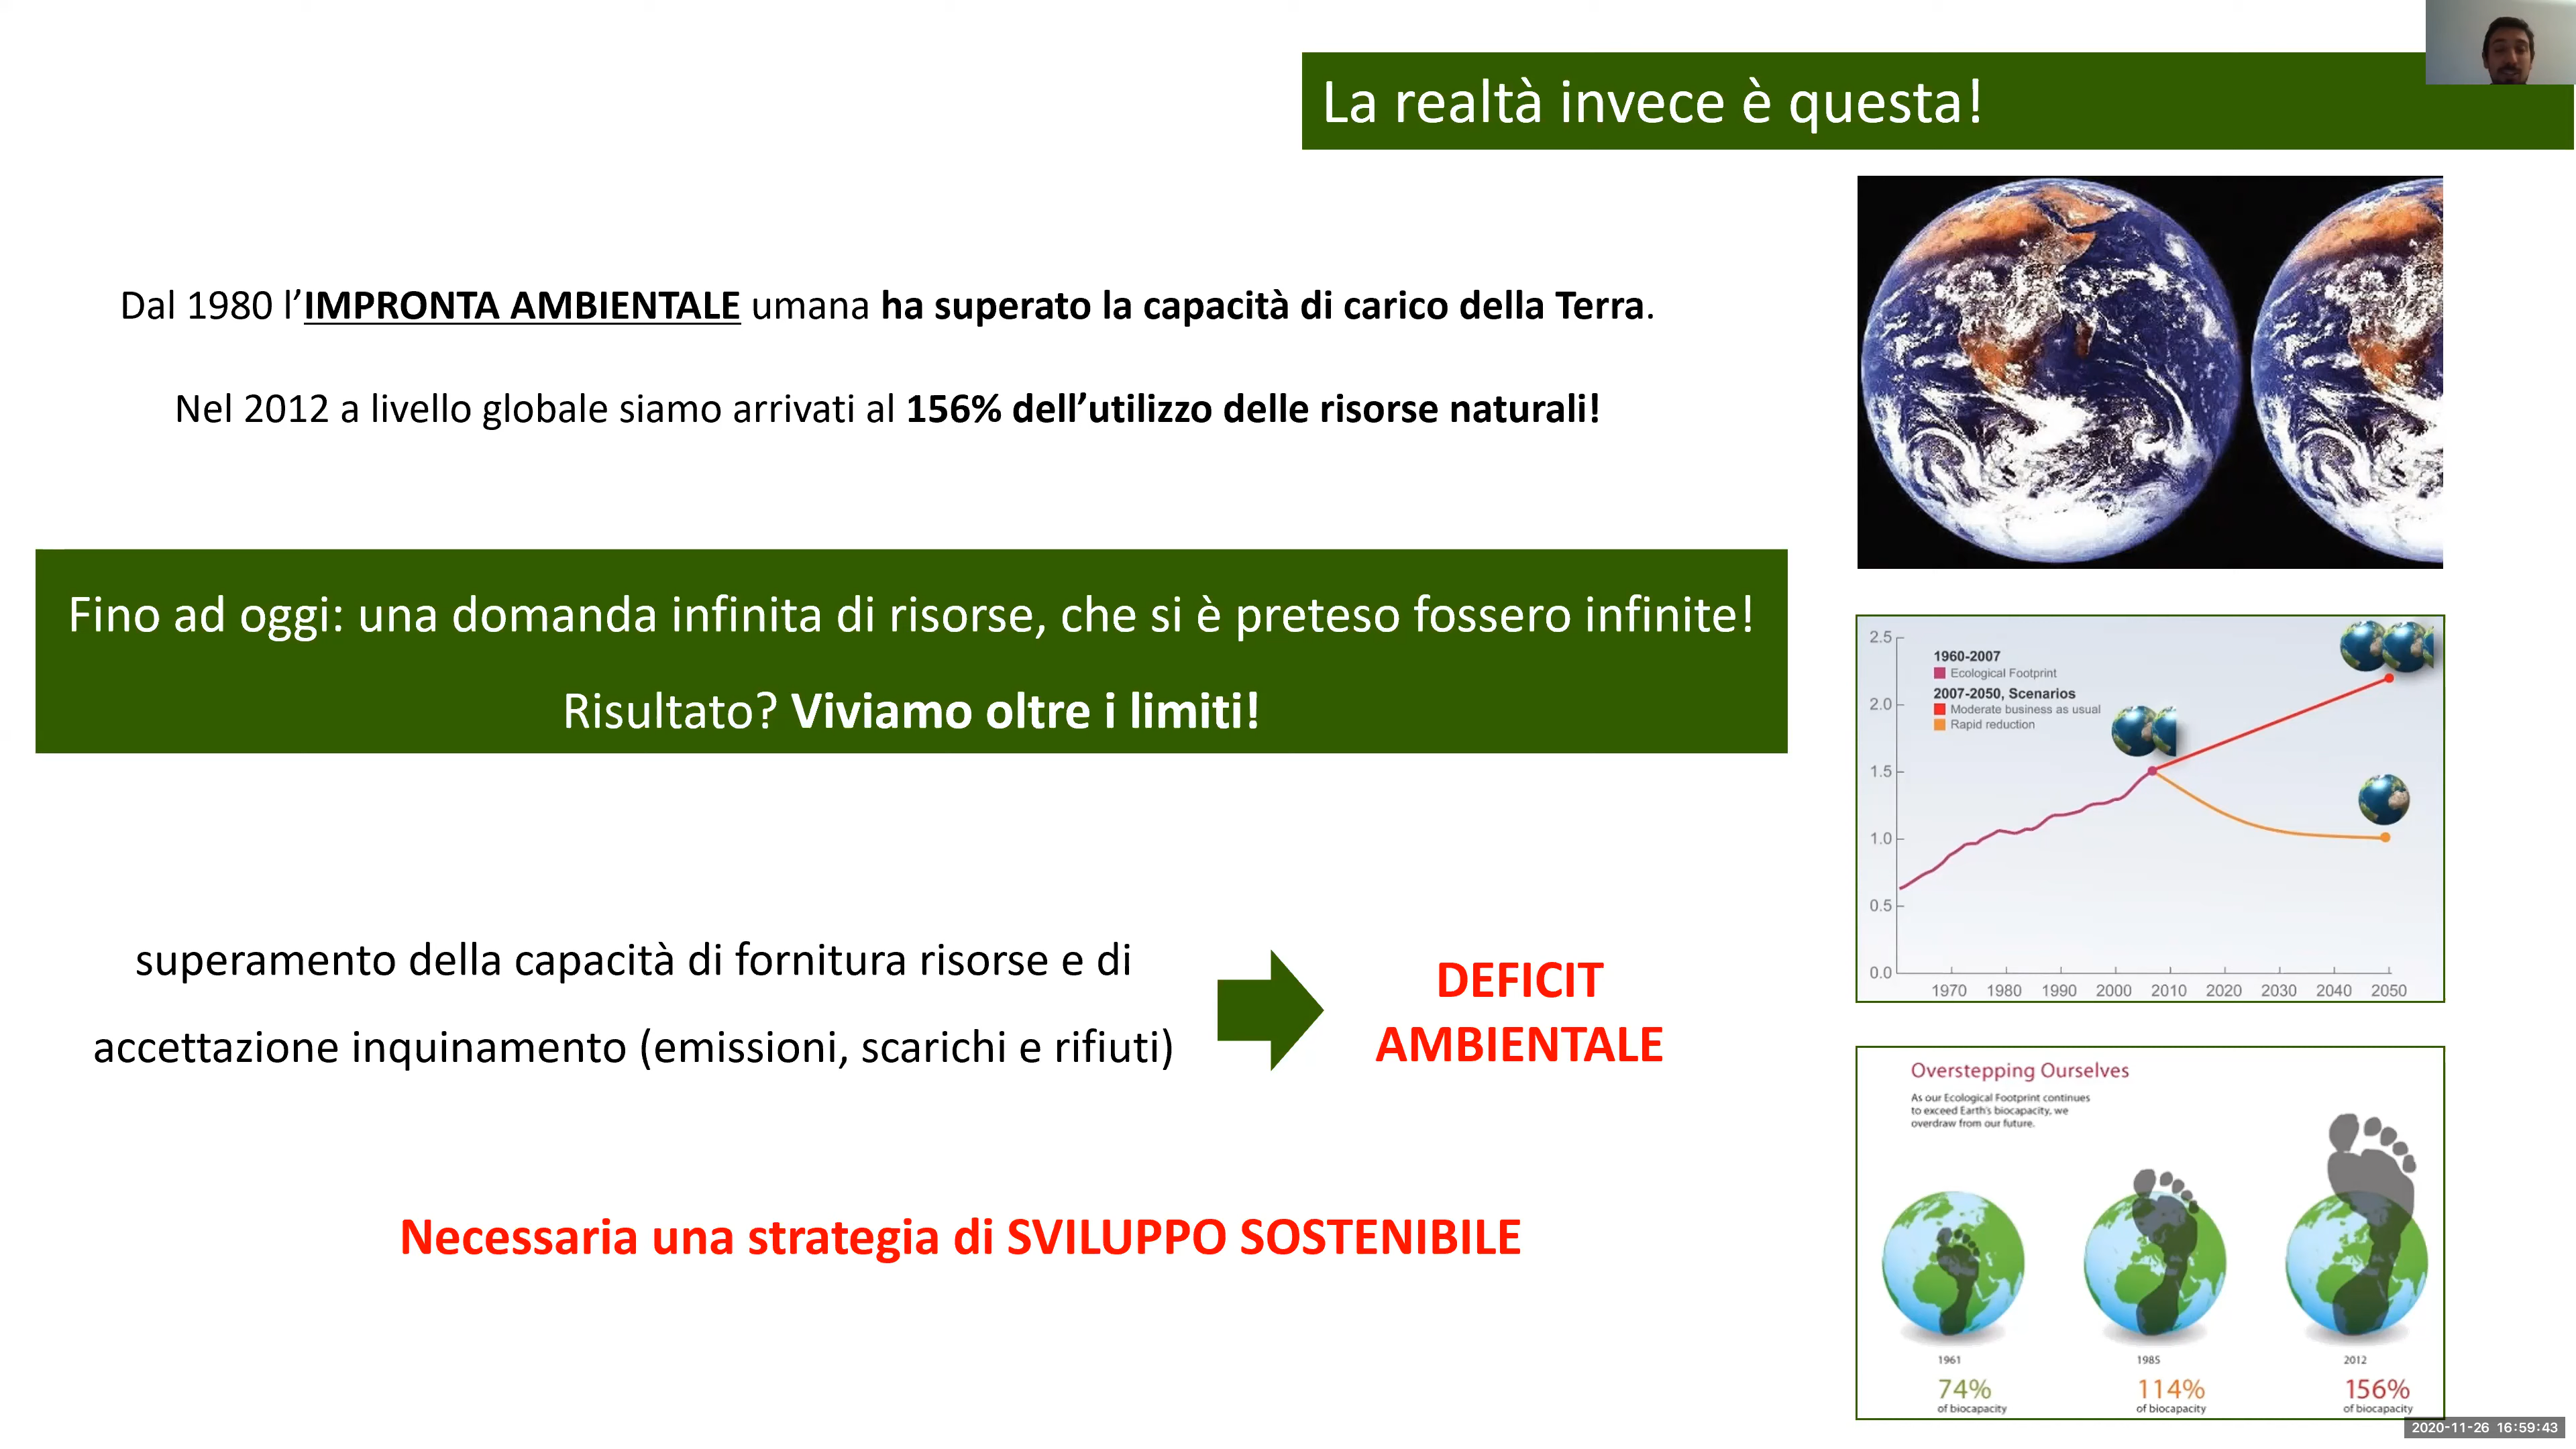 La realtà invece è questa!
Dal 1980 l’IMPRONTA AMBIENTALE umana ha superato la capacità di carico della Terra.
Nel 2012 a livello globale siamo arrivati al 156% dell’utilizzo delle risorse naturali!
Fino ad oggi: una domanda infinita di risorse, che si è preteso fossero infinite!
Risultato? Viviamo oltre i limiti!
superamento della capacità di fornitura risorse e di
accettazione inquinamento (emissioni, scarichi e rifiuti)
DEFICIT
AMBIENTALE
Necessaria una strategia di SVILUPPO SOSTENIBILE
2.5
2.0
1.5
1.0
0.5
0.0
1960-2007
Ecological Footprint
2007-2050, Scenarios
Moderate business as usual
Rapid reduction
1970 1980 1990 2000 2010 2020 2030 2040 2050
Overstepping Ourselves
As our Ecological Footprint continues
to exceed Earth's biocapacity, we
overdraw from our future.
1961 1985 2012
74% 114% 156%
of biocapacity of biocapacity of biocapacity
2020-11-26 16:59:43